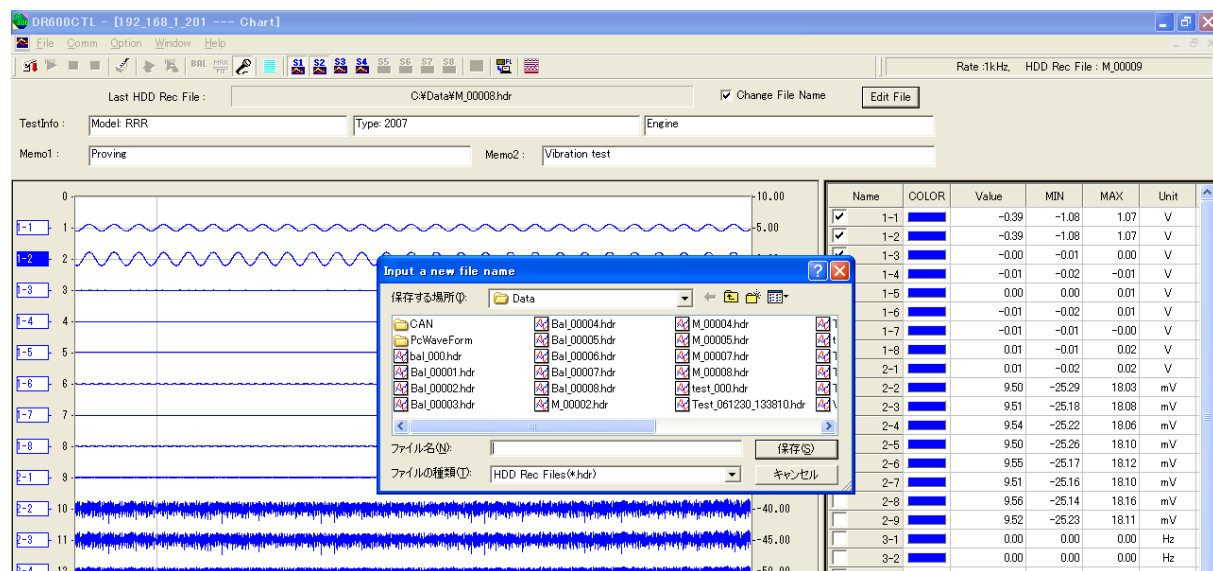 DR600CTL - [192_168_1_201 --- Chart]
File Comm Option Window Help
BAL MRK S1 S2 S3 S4 S5 S6 S7 S8 Rate :1kHz, HDD Rec File : M_00009
Last HDD Rec File : C:¥Data¥M_00008.hdr Change File Name Edit File
TestInfo : Model: RRR Type: 2007 Engine
Memo1 : Proving Memo2 : Vibration test
0 10.00
1-1 1 5.00
1-2 2
1-3 3
1-4 4
1-5 5
1-6 6
1-7 7
1-8 8
2-1 9
2-2 10 -40.00
2-3 11 -45.00
2-4 12 -50.00
Input a new file name
保存する場所(I): Data
CAN Bal_00004.hdr M_00004.hdr
PcWaveForm Bal_00005.hdr M_00005.hdr
bal_000.hdr Bal_00006.hdr M_00007.hdr
Bal_00001.hdr Bal_00007.hdr M_00008.hdr
Bal_00002.hdr Bal_00008.hdr test_000.hdr
Bal_00003.hdr M_00002.hdr Test_061230_133810.hdr
ファイル名(N): 保存(S)
ファイルの種類(T): HDD Rec Files(*.hdr) キャンセル
Name COLOR Value MIN MAX Unit
1-1 -0.39 -1.08 1.07 V
1-2 -0.39 -1.08 1.07 V
1-3 -0.00 -0.01 0.00 V
1-4 -0.01 -0.02 -0.01 V
1-5 0.00 0.00 0.01 V
1-6 -0.01 -0.02 0.01 V
1-7 -0.01 -0.01 -0.00 V
1-8 0.01 -0.01 0.02 V
2-1 0.01 -0.02 0.02 V
2-2 9.50 -25.29 18.03 mV
2-3 9.51 -25.18 18.08 mV
2-4 9.54 -25.22 18.06 mV
2-5 9.50 -25.26 18.10 mV
2-6 9.55 -25.17 18.12 mV
2-7 9.51 -25.16 18.10 mV
2-8 9.56 -25.14 18.16 mV
2-9 9.52 -25.23 18.11 mV
3-1 0.00 0.00 0.00 Hz
3-2 0.00 0.00 0.00 Hz